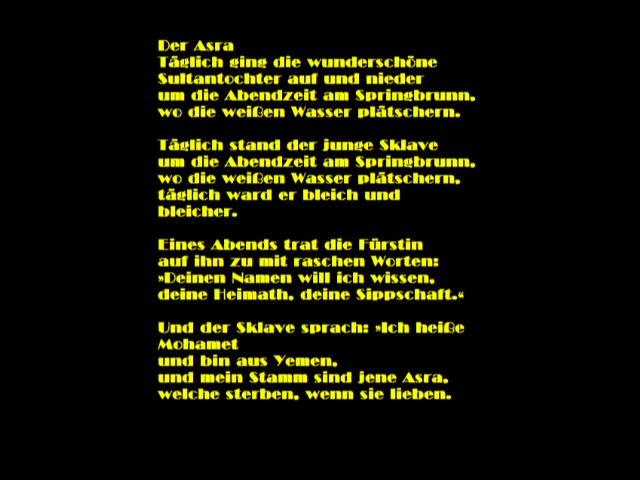 Der Asra
Täglich ging die wunderschöne
Sultantochter auf und nieder
um die Abendzeit am Springbrunn,
wo die weißen Wasser plätschern.

Täglich stand der junge Sklave
um die Abendzeit am Springbrunn,
wo die weißen Wasser plätschern,
täglich ward er bleich und
bleicher.

Eines Abends trat die Fürstin
auf ihn zu mit raschen Worten:
»Deinen Namen will ich wissen,
deine Heimath, deine Sippschaft.«

Und der Sklave sprach: »Ich heiße
Mohamet
und bin aus Yemen,
und mein Stamm sind jene Asra,
welche sterben, wenn sie lieben.